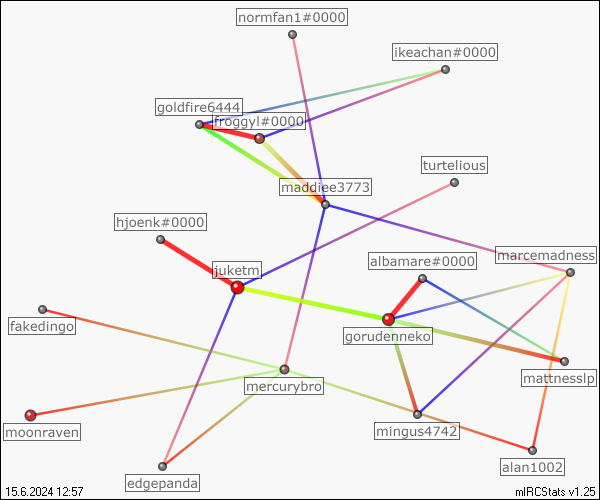 normfan1#0000
ikeachan#0000
goldfire6444
froggyl#0000
turtelious
maddiee3773
hjoenk#0000
marcemadness
albamare#0000
juketm
fakedingo
gorudenneko
mattnesslp
mercurybro
moonraven
mingus4742
alan1002
edgepanda
15.6.2024 12:57
mIRCStats v1.25